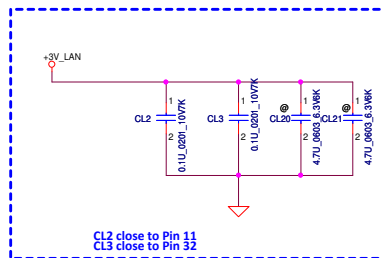 +3V_LAN
1
CL2
2
0.1U_0201_10V7K
1
CL3
2
0.1U_0201_10V7K
@
1
CL20
2
4.7U_0603_6.3V6K
@
1
CL21
2
4.7U_0603_6.3V6K
CL2 close to Pin 11
CL3 close to Pin 32